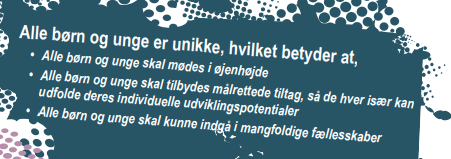 Alle børn og unge er unikke, hvilket betyder at,
• Alle børn og unge skal mødes i øjenhøjde
• Alle børn og unge skal tilbydes målrettede tiltag, så de hver især kan
udfolde deres individuelle udviklingspotentialer
• Alle børn og unge skal kunne indgå i mangfoldige fællesskaber